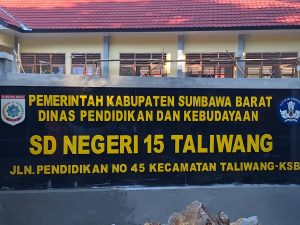 PEMERINTAH KABUPATEN SUMBAWA BARAT
DINAS PENDIDIKAN DAN KEBUDAYAAN
SD NEGERI 15 TALIWANG
JLN.PENDIDIKAN NO 45 KECAMATAN TALIWANG-KSB